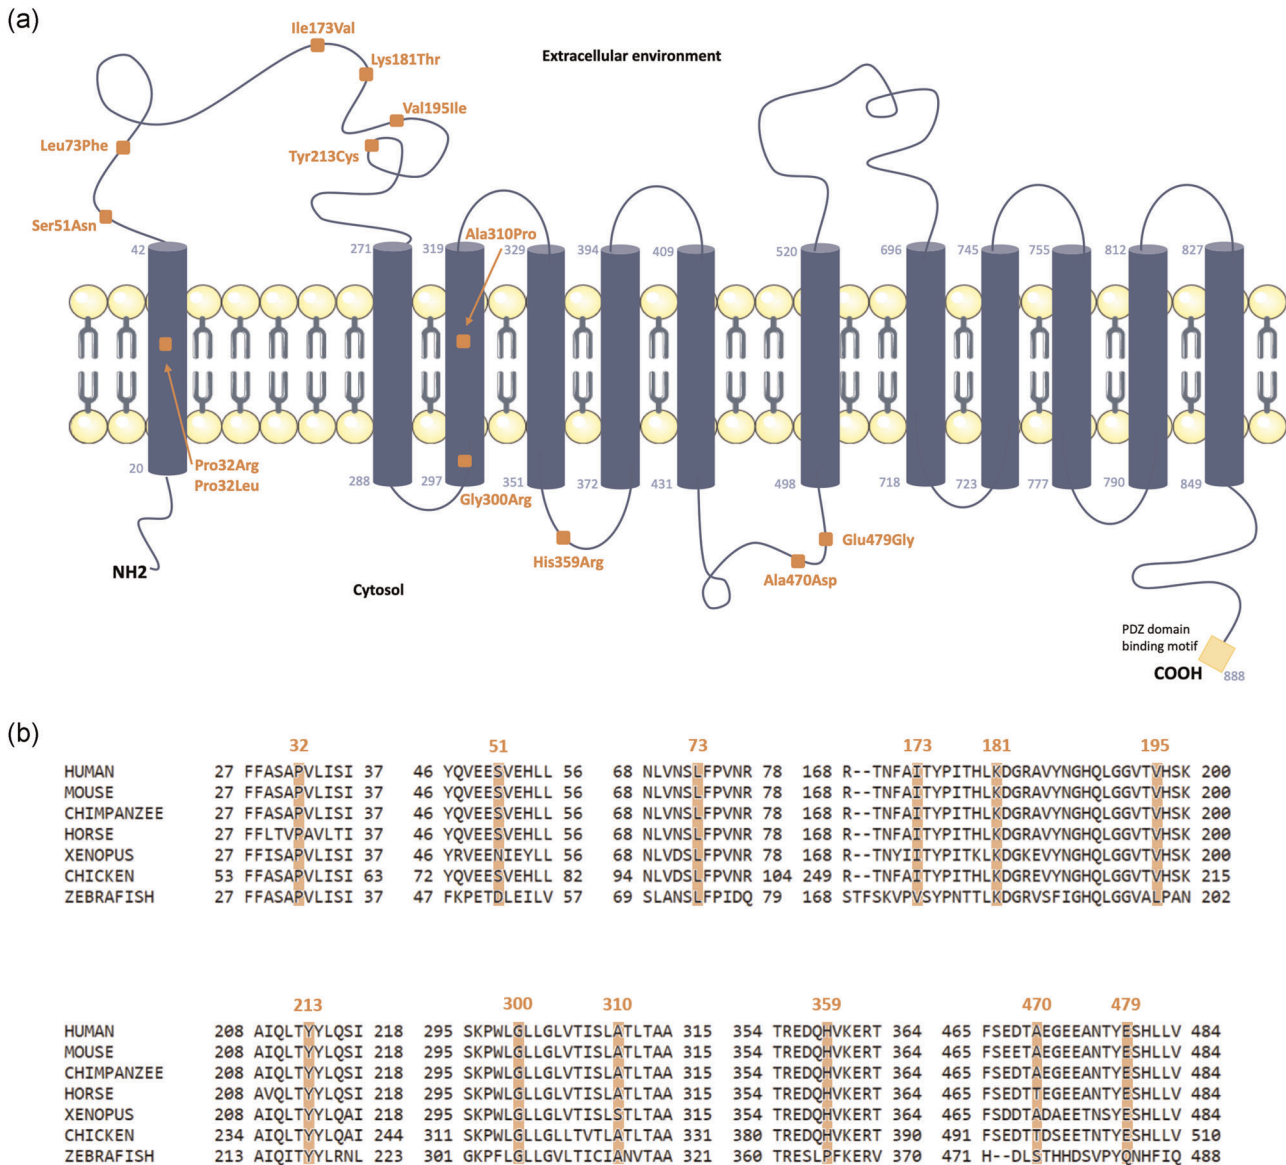 (a)
Ile173Val
Extracellular environment
Lys181Thr
Val195Ile
Leu73Phe
Tyr213Cys
Ser51Asn
Ala310Pro
42 271 319 329 394 409 520 696 745 755 812 827
Pro32Arg
Pro32Leu
20 288 297 351 372 431 498 718 723 777 790 849
Gly300Arg
His359Arg
Glu479Gly
Ala470Asp
NH2
Cytosol
PDZ domain
binding motif
COOH 888
(b)
32 51 73 173 181 195
HUMAN 27 FFASAPVLISI 37 46 YQVEESVEHLL 56 68 NLVNSLFPVNR 78 168 R--TNFAITYPITHLKDGRAVYNGHQLGGVTVHSK 200
MOUSE 27 FFASAPVLISI 37 46 YQVEESVEHLL 56 68 NLVNSLFPVNR 78 168 R--TNFAITYPITHLKDGRAVYNGHQLGGVTVHSK 200
CHIMPANZEE 27 FFASAPVLISI 37 46 YQVEESVEHLL 56 68 NLVNSLFPVNR 78 168 R--TNFAITYPITHLKDGRAVYNGHQLGGVTVHSK 200
HORSE 27 FFLTVPAVLTI 37 46 YQVEESVEHLL 56 68 NLVNSLFPVNR 78 168 R--TNFAITYPITHLKDGRAVYNGHQLGGVTVHSK 200
XENOPUS 27 FFISAPVLISI 37 46 YRVEENIEYLL 56 68 NLVDSLFPVNR 78 168 R--TNYIITYPITKLKDGKEVYNGHQLGGVTVHSK 200
CHICKEN 53 FFASAPVLISI 63 72 YQVEESVEHLL 82 94 NLVDSLFPVNR 104 249 R--TNFAITYPITHLKDGRAVYNGHQLGGVTVHSK 215
ZEBRAFISH 27 FFASAPVLISI 37 47 FKPETDLEILV 57 69 SLANSLFPIDQ 79 168 STFSKVPVSYPNTTLKDGRVSFIGHQLGGVALPAN 202
213 300 310 359 470 479
HUMAN 208 AIQLTYYLQSI 218 295 SKPWLGLLGLVTISLATLTAA 315 354 TREDQHVKERT 364 465 FSEDTAEGEEANTYESHLLV 484
MOUSE 208 AIQLTYYLQSI 218 295 SKPWLGLLGLVTISLATLTAA 315 354 TREDQHVKERT 364 465 FSEETAEGEEANTYESHLLV 484
CHIMPANZEE 208 AIQLTYYLQSI 218 295 SKPWLGLLGLVTISLATLTAA 315 354 TREDQHVKERT 364 465 FSEDTAEGEEANTYESHLLV 484
HORSE 208 AVQLTYYLQSI 218 295 SKPWLGLLGLVTISLATLTAA 315 354 TREDQHVKERT 364 465 FSEDTTEGEEANTYESHLLV 484
XENOPUS 208 AIQLTYYLQAI 218 295 SKPWLGLLGLVTISLSTLTAA 315 354 TREDQHVKERT 364 465 FSDDTADAEETNSYESHLLV 484
CHICKEN 234 AIQLTYYLQAI 244 311 SKPWLGLLGLLTVTLATLTAA 331 380 TREDQHVKERT 390 491 FSEDTTDSEETNTYESHLLV 510
ZEBRAFISH 213 AIQITYYLRNL 223 301 GKPFLGLLGLVTICIANVTAA 321 360 TRESLPFKERV 370 471 H--DLSTHHDSVPYQNHFIQ 488